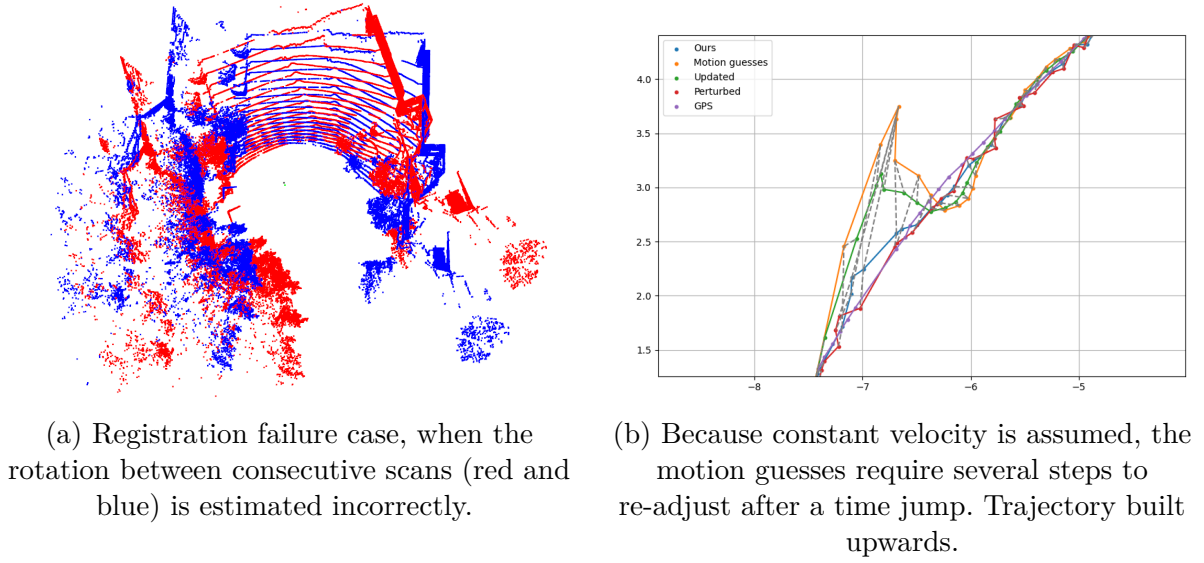 Ours
Motion guesses
Updated
Perturbed
GPS
4.0
3.5
3.0
2.5
2.0
1.5
−8 −7 −6 −5
(a) Registration failure case, when the
rotation between consecutive scans (red and
blue) is estimated incorrectly.
(b) Because constant velocity is assumed, the
motion guesses require several steps to
re-adjust after a time jump. Trajectory built
upwards.